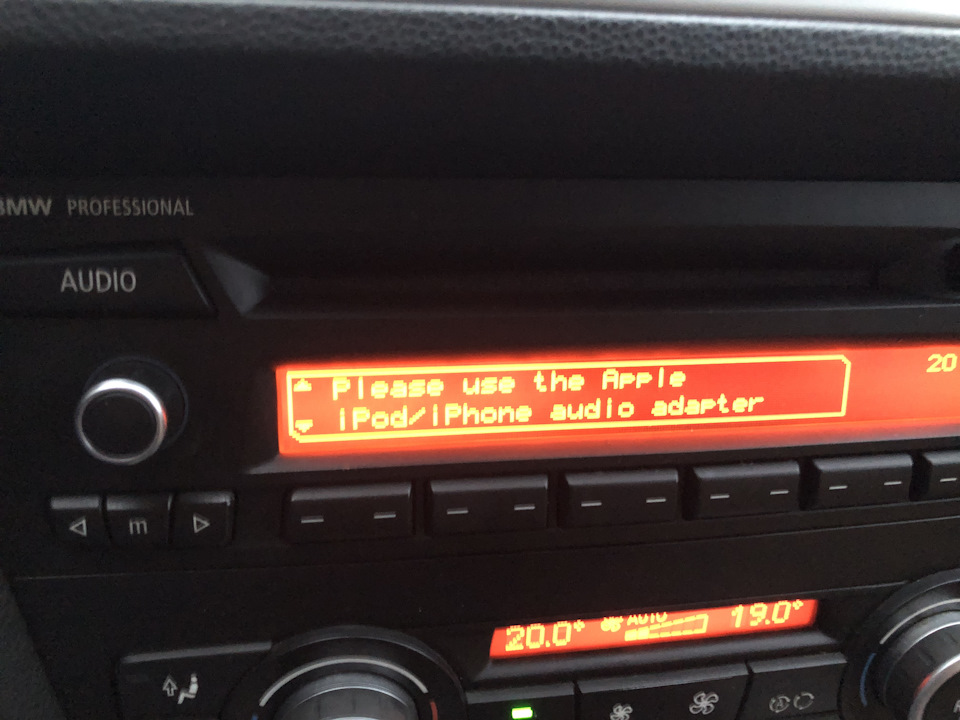 BMW PROFESSIONAL
AUDIO
20
Please use the Apple
iPod/iPhone audio adapter
m
20.0° AUTO 19.0°